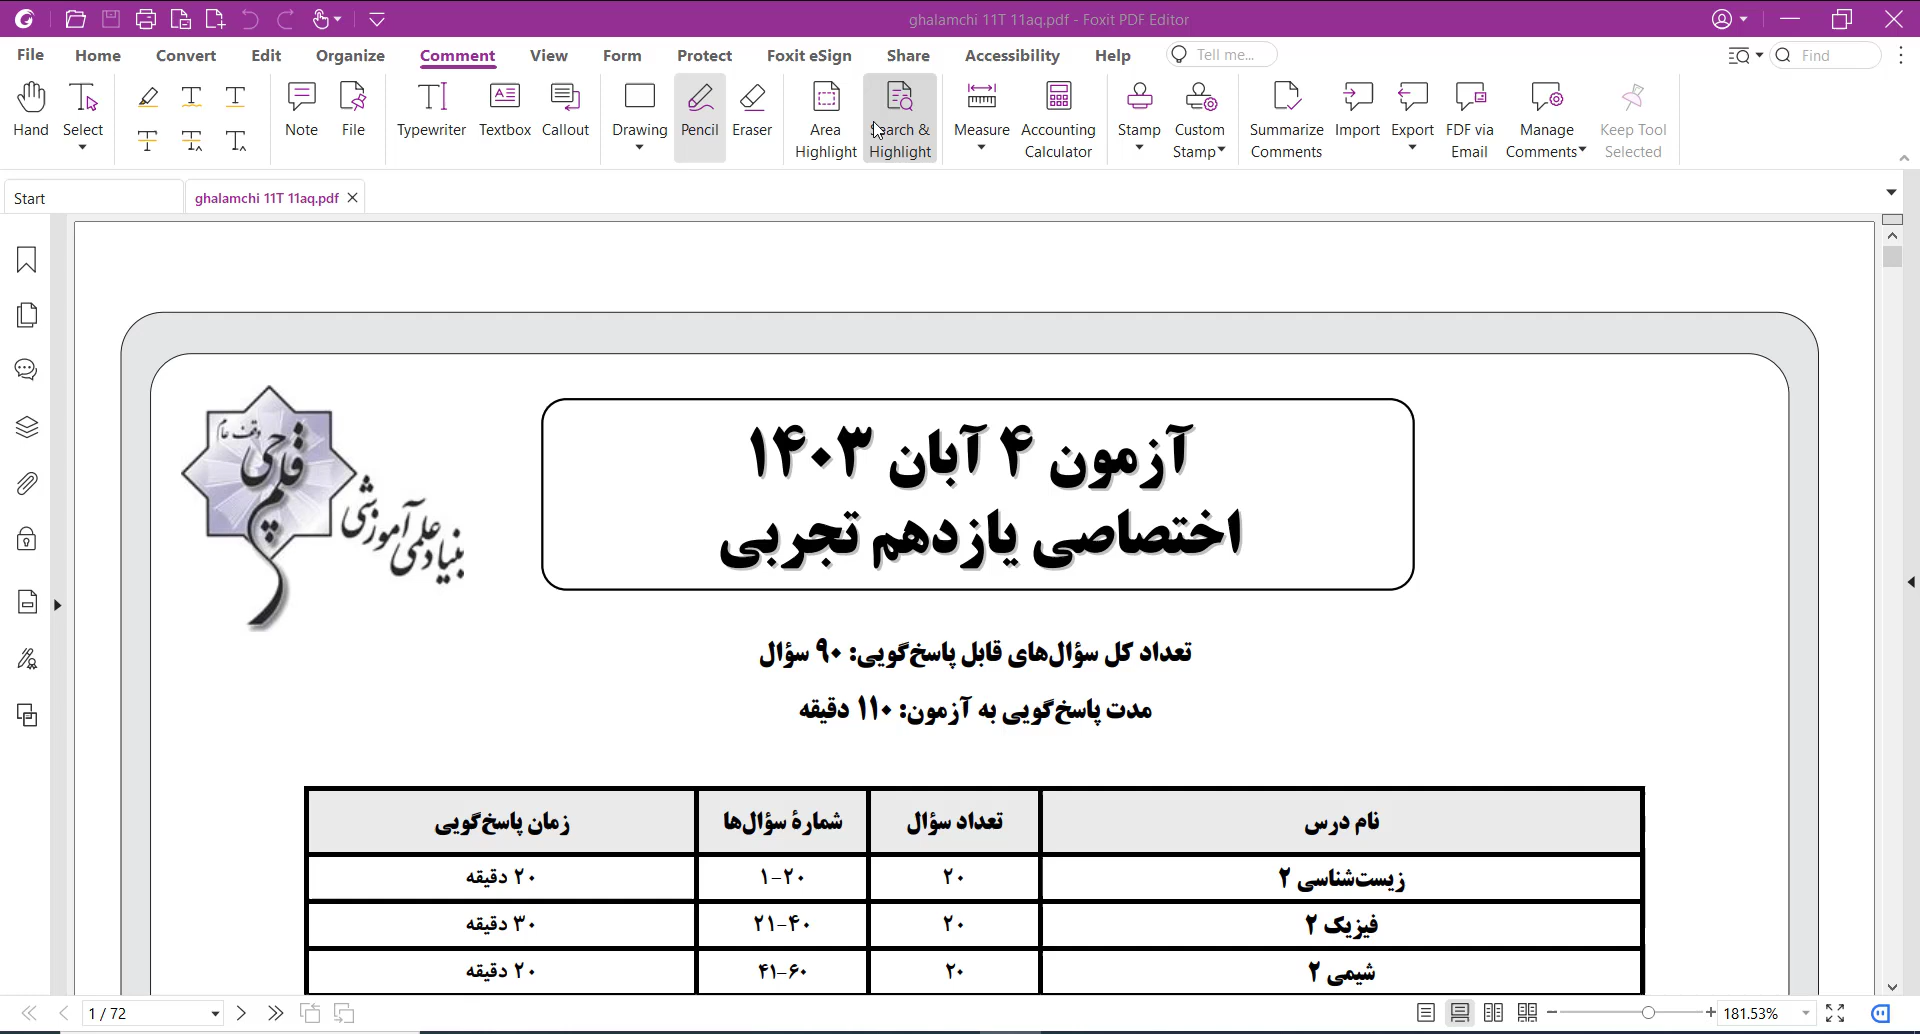 ghalamchi 11T 11aq.pdf - Foxit PDF Editor
File Home Convert Edit Organize Comment View Form Protect Foxit eSign Share Accessibility Help Tell me... Find
Hand Select Note File Typewriter Textbox Callout Drawing Pencil Eraser Area Highlight Search & Highlight Measure Accounting Calculator Stamp Custom Stamp Summarize Comments Import Export FDF via Email Manage Comments Keep Tool Selected
Start ghalamchi 11T 11aq.pdf
وقف عام
قلم چی
بنیاد علمی آموزشی
آزمون ۴ آبان ۱۴۰۳
اختصاصی یازدهم تجربی
تعداد کل سؤال‌های قابل پاسخ‌گویی: ۹۰ سؤال
مدت پاسخ‌گویی به آزمون: ۱۱۰ دقیقه
نام درس تعداد سؤال شمارهٔ سؤال‌ها زمان پاسخ‌گویی
زیست‌شناسی ۲ ۲۰ ۱-۲۰ ۲۰ دقیقه
فیزیک ۲ ۲۰ ۲۱-۴۰ ۳۰ دقیقه
شیمی ۲ ۲۰ ۴۱-۶۰ ۲۰ دقیقه
1 / 72 181.53%